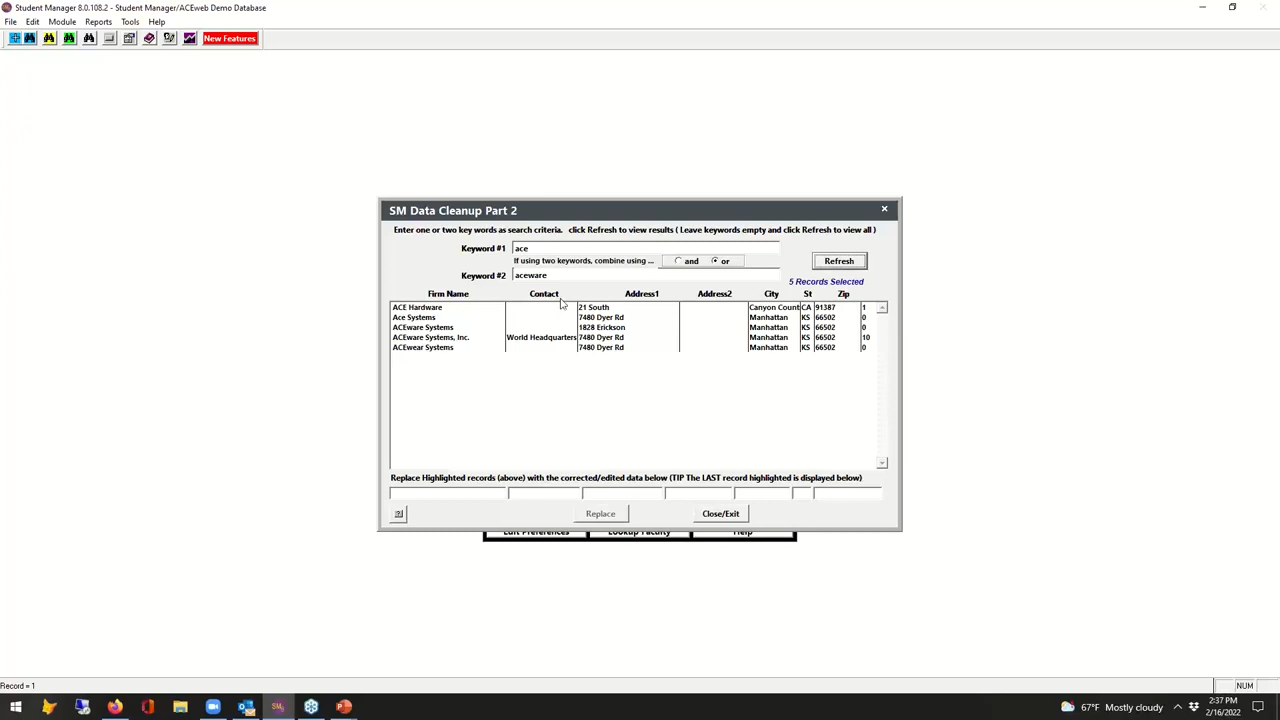 Student Manager 8.0.108.2 - Student Manager/ACEweb Demo Database
File Edit Module Reports Tools Help
New Features
SM Data Cleanup Part 2
Enter one or two key words as search criteria. click Refresh to view results ( Leave keywords empty and click Refresh to view all )
Keyword #1 ace
If using two keywords, combine using ... and or Refresh
Keyword #2 aceware
5 Records Selected
Firm Name Contact Address1 Address2 City St Zip
ACE Hardware 21 South Canyon Count CA 91387 1
Ace Systems 7480 Dyer Rd Manhattan KS 66502 0
ACEware Systems 1828 Erickson Manhattan KS 66502 0
ACEware Systems, Inc. World Headquarters 7480 Dyer Rd Manhattan KS 66502 10
ACEwear Systems 7480 Dyer Rd Manhattan KS 66502 0
Replace Highlighted records (above) with the corrected/edited data below (TIP The LAST record highlighted is displayed below)
Replace Close/Exit
Edit Preferences Lookup Faculty Help
Record = 1 NUM
67°F Mostly cloudy 2:37 PM
2/16/2022